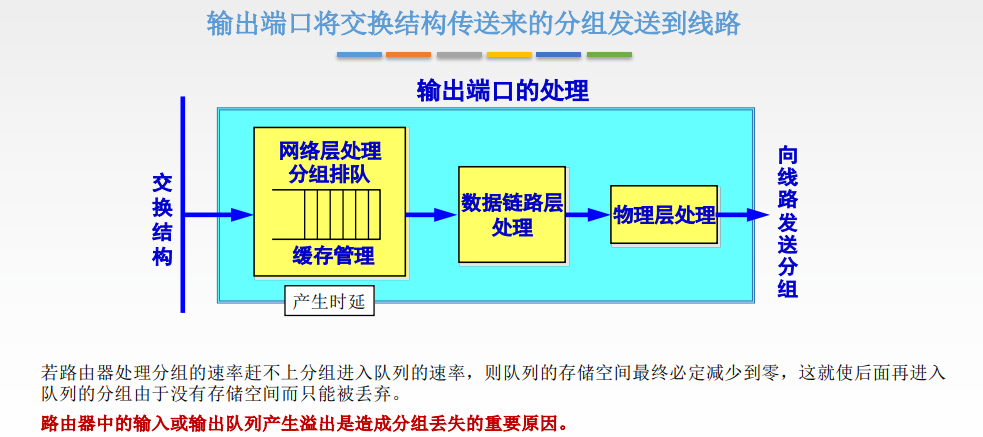 输出端口将交换结构传送来的分组发送到线路
输出端口的处理
交换结构
网络层处理
分组排队
缓存管理
产生时延
数据链路层
处理
物理层处理
向线路发送分组
若路由器处理分组的速率赶不上分组进入队列的速率，则队列的存储空间最终必定减少到零，这就使后面再进入
队列的分组由于没有存储空间而只能被丢弃。
路由器中的输入或输出队列产生溢出是造成分组丢失的重要原因。